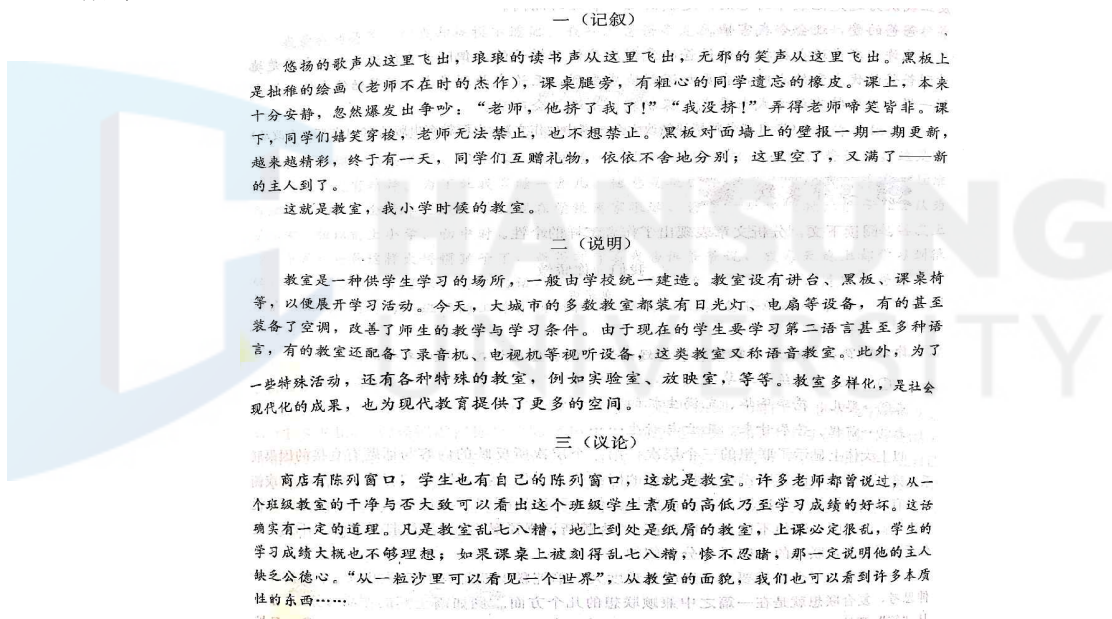 一（记叙）
悠扬的歌声从这里飞出，琅琅的读书声从这里飞出，无邪的笑声从这里飞出。黑板上
是拙稚的绘画（老师不在时的杰作），课桌腿旁，有粗心的同学遗忘的橡皮。课上，本来
十分安静，忽然爆发出争吵：“老师，他挤了我了！”“我没挤！”弄得老师啼笑皆非。课
下，同学们嬉笑穿梭，老师无法禁止，也不想禁止。黑板对面墙上的壁报一期一期更新，
越来越精彩，终于有一天，同学们互赠礼物，依依不舍地分别；这里空了，又满了——新
的主人到了。
这就是教室，我小学时候的教室。
二（说明）
教室是一种供学生学习的场所，一般由学校统一建造。教室设有讲台、黑板、课桌椅
等，以便展开学习活动。今天，大城市的多数教室都装有日光灯、电扇等设备，有的甚至
装备了空调，改善了师生的教学与学习条件。由于现在的学生要学习第二语言甚至多种语
言，有的教室还配备了录音机、电视机等视听设备，这类教室又称语音教室。此外，为了
一些特殊活动，还有各种特殊的教室，例如实验室、放映室，等等。教室多样化，是社会
现代化的成果，也为现代教育提供了更多的空间。
三（议论）
商店有陈列窗口，学生也有自己的陈列窗口，这就是教室。许多老师都曾说过，从一
个班级教室的干净与否大致可以看出这个班级学生素质的高低乃至学习成绩的好坏。这话
确实有一定的道理。凡是教室乱七八糟，地上到处是纸屑的教室，上课必定很乱，学生的
学习成绩大概也不够理想；如果课桌上被刻得乱七八糟，惨不忍睹，那一定说明他的主人
缺乏公德心。“从一粒沙里可以看见一个世界”，从教室的面貌，我们也可以看到许多本质
性的东西……
HANSUNG
UNIVERSITY